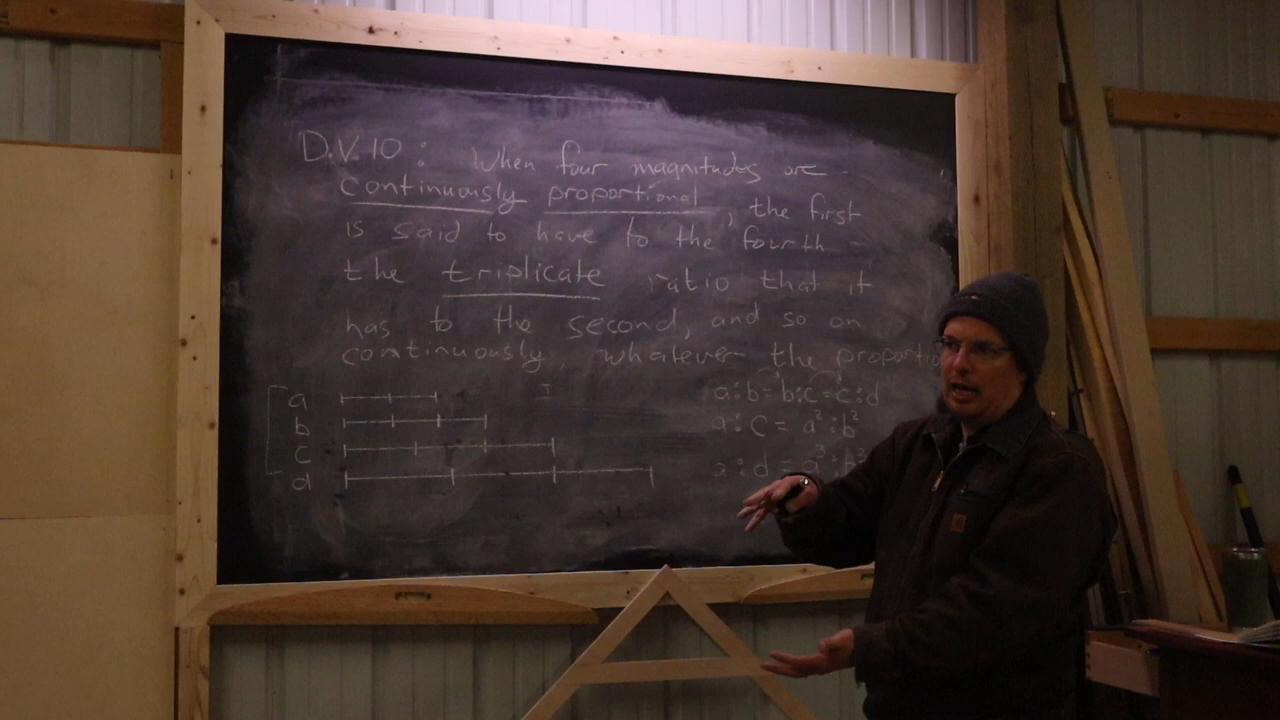 D.V.10 : When four magnitudes are
continuously proportional, the first
is said to have to the fourth
the triplicate ratio that it
has to the second, and so on
continuously, whatever the proportio
a
b
c
d
a:b=b:c=c:d
a:c = a²:b²
a:d = a³:b³